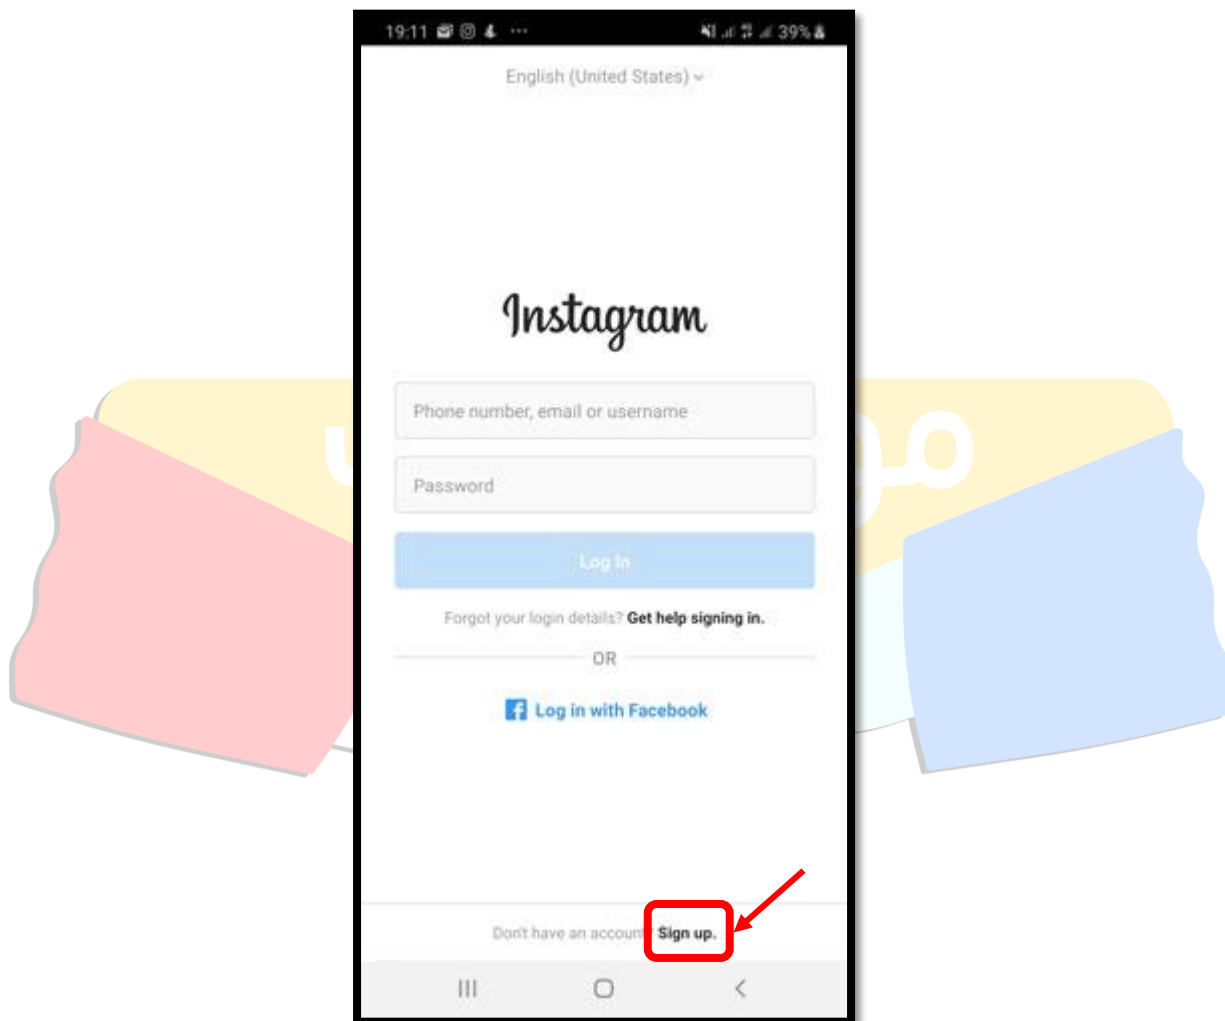 19:11 39%
English (United States)
Instagram
Phone number, email or username
Password
Log In
Forgot your login details? Get help signing in.
OR
Log in with Facebook
Don't have an account? Sign up.